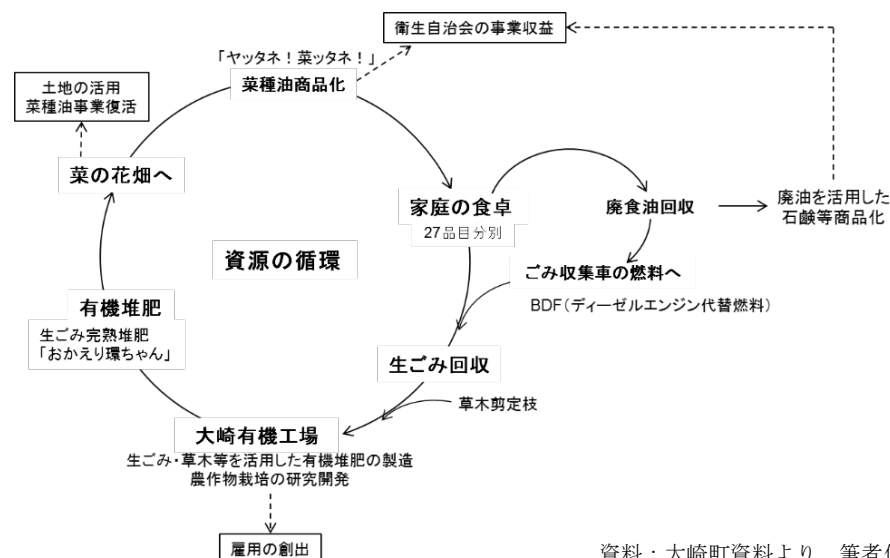 衛生自治会の事業収益
「ヤッタネ！菜ッタネ！」
菜種油商品化
土地の活用
菜種油事業復活
菜の花畑へ
家庭の食卓
27品目分別
廃食油回収
廃油を活用した
石鹸等商品化
資源の循環
ごみ収集車の燃料へ
BDF（ディーゼルエンジン代替燃料）
有機堆肥
生ごみ完熟堆肥
「おかえり環ちゃん」
生ごみ回収
草木剪定枝
大崎有機工場
生ごみ・草木等を活用した有機堆肥の製造
農作物栽培の研究開発
雇用の創出
資料：大崎町資料より、筆者